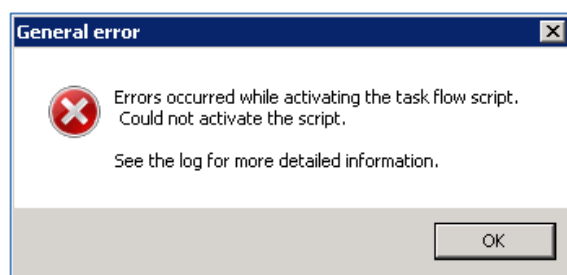 General error
Errors occurred while activating the task flow script.
Could not activate the script.
See the log for more detailed information.
OK